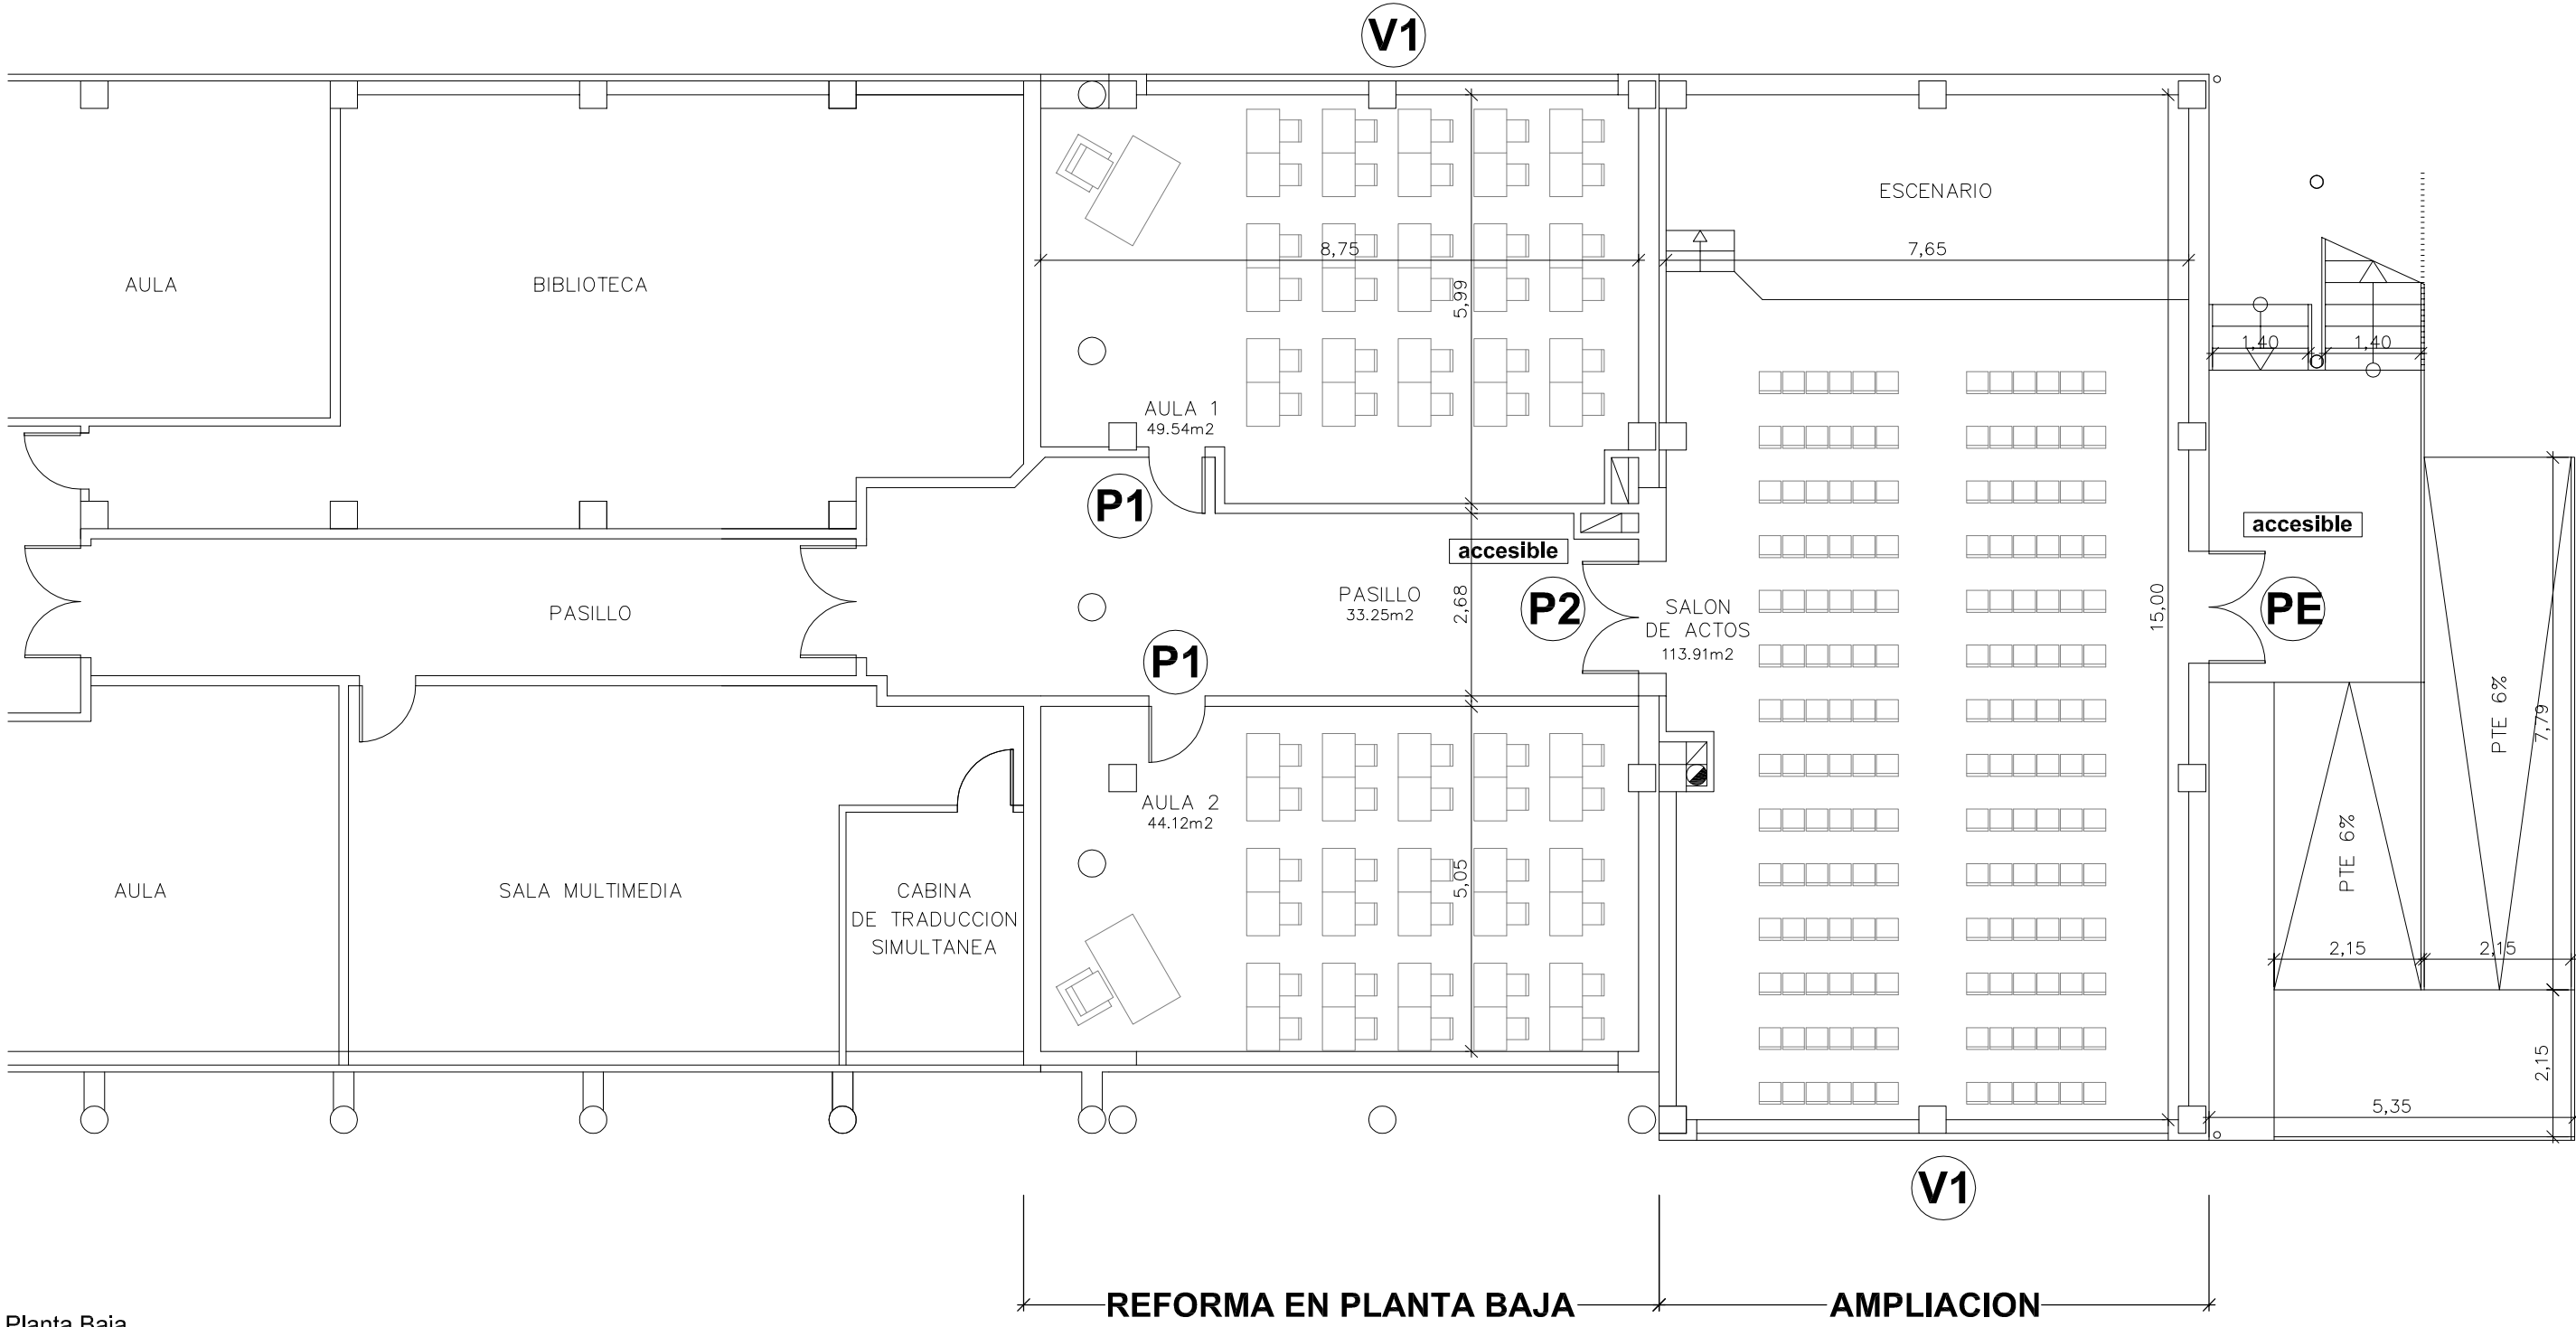 V1
ESCENARIO
8,75
7,65
AULA
BIBLIOTECA
5,99
1,40
1,40
AULA 1
49.54m2
P1
accesible
accesible
PASILLO
33.25m2
2,68
P2
SALON
DE ACTOS
113.91m2
15,00
PE
PASILLO
P1
PTE 6%
7,79
AULA 2
44.12m2
PTE 6%
5,05
AULA
SALA MULTIMEDIA
CABINA
DE TRADUCCION
SIMULTANEA
2,15
2,15
2,15
5,35
V1
REFORMA EN PLANTA BAJA
AMPLIACION
Planta Baja